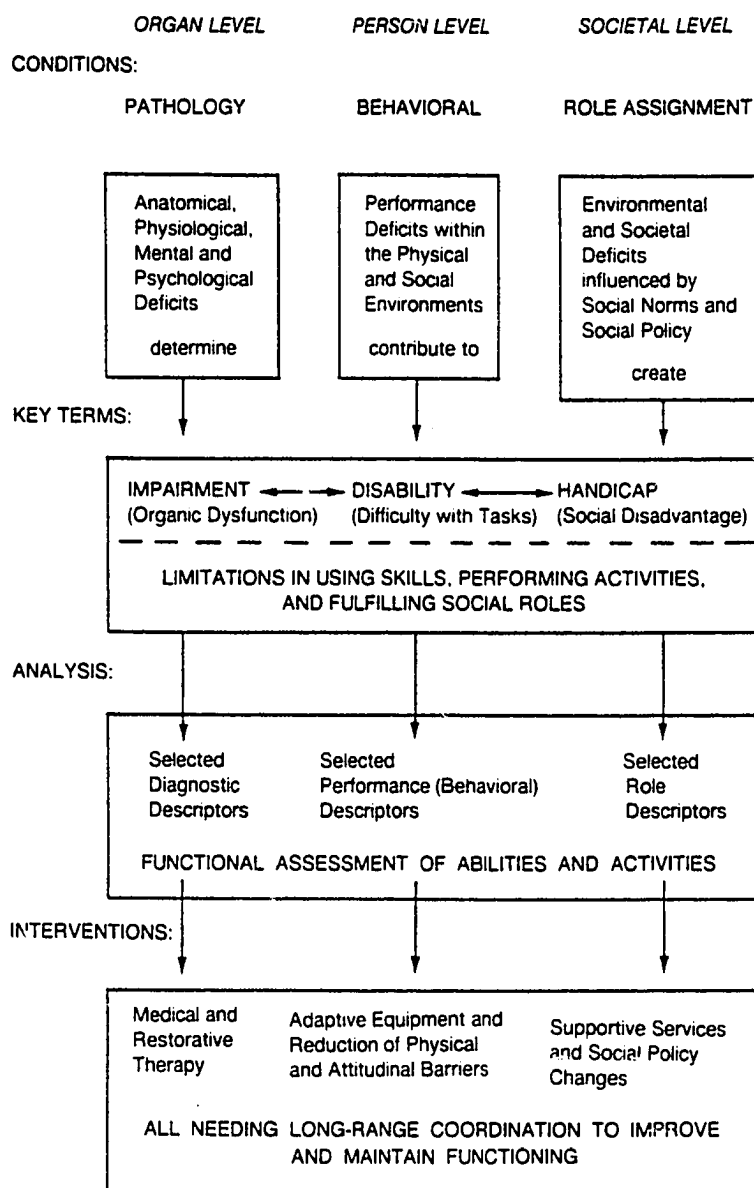 ORGAN LEVEL PERSON LEVEL SOCIETAL LEVEL
CONDITIONS:
PATHOLOGY BEHAVIORAL ROLE ASSIGNMENT
Anatomical,
Physiological,
Mental and
Psychological
Deficits
determine
Performance
Deficits within
the Physical
and Social
Environments
contribute to
Environmental
and Societal
Deficits
influenced by
Social Norms and
Social Policy
create
KEY TERMS:
IMPAIRMENT DISABILITY HANDICAP
(Organic Dysfunction) (Difficulty with Tasks) (Social Disadvantage)
LIMITATIONS IN USING SKILLS, PERFORMING ACTIVITIES,
AND FULFILLING SOCIAL ROLES
ANALYSIS:
Selected
Diagnostic
Descriptors
Selected
Performance (Behavioral)
Descriptors
Selected
Role
Descriptors
FUNCTIONAL ASSESSMENT OF ABILITIES AND ACTIVITIES
INTERVENTIONS:
Medical and
Restorative
Therapy
Adaptive Equipment and
Reduction of Physical
and Attitudinal Barriers
Supportive Services
and Social Policy
Changes
ALL NEEDING LONG-RANGE COORDINATION TO IMPROVE
AND MAINTAIN FUNCTIONING